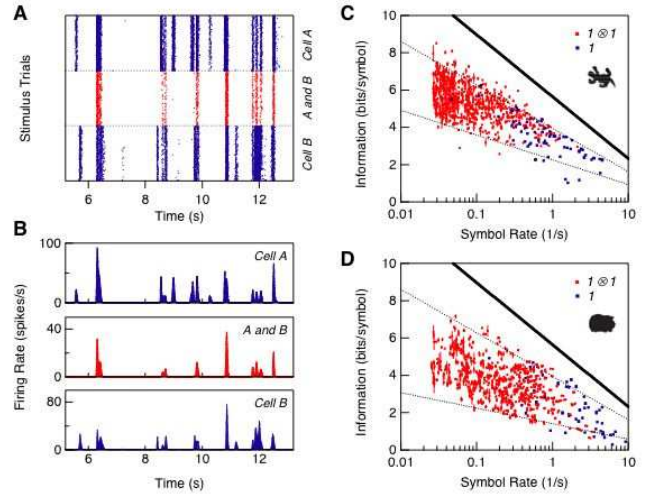 A
Stimulus Trials
Cell A
A and B
Cell B
6 8 10 12
Time (s)
B
Firing Rate (spikes/s)
100
0
Cell A
40
0
A and B
80
0
Cell B
6 8 10 12
Time (s)
C
Information (bits/symbol)
10
8
6
4
2
0
1 ⊗ 1
1
0.01 0.1 1 10
Symbol Rate (1/s)
D
Information (bits/symbol)
10
8
6
4
2
0
1 ⊗ 1
1
0.01 0.1 1 10
Symbol Rate (1/s)